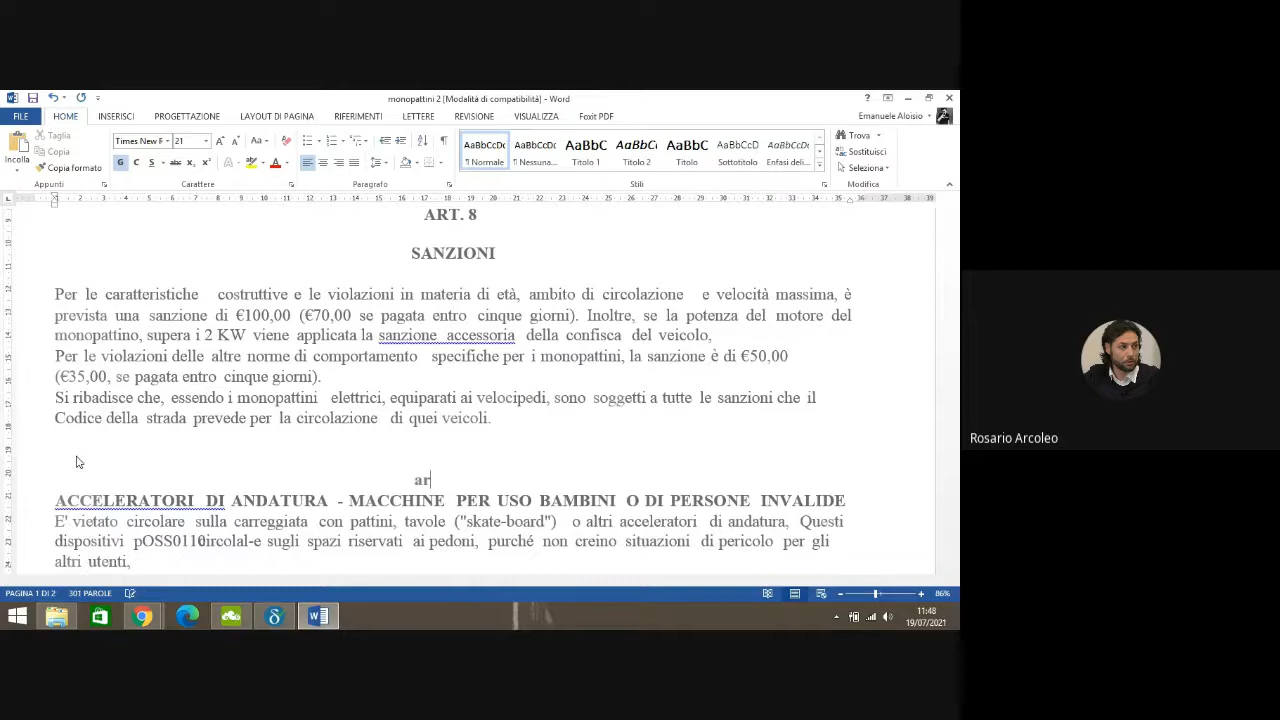 monopattini 2 [Modalità di compatibilità] - Word
FILE HOME INSERISCI PROGETTAZIONE LAYOUT DI PAGINA RIFERIMENTI LETTERE REVISIONE VISUALIZZA Foxit PDF Emanuele Aloisio
Incolla
Taglia
Copia
Copia formato
Times New F 21
AaBbCcDc AaBbCcDc AaBbC AaBbCc AaBbC AaBbCcD AaBbCcDc
¶ Normale ¶ Nessuna... Titolo 1 Titolo 2 Titolo Sottotitolo Enfasi deli...
Trova
Sostituisci
Seleziona
Appunti Carattere Paragrafo Stili Modifica
ART. 8
SANZIONI
Per le caratteristiche costruttive e le violazioni in materia di età, ambito di circolazione e velocità massima, è
prevista una sanzione di €100,00 (€70,00 se pagata entro cinque giorni). Inoltre, se la potenza del motore del
monopattino, supera i 2 KW viene applicata la sanzione accessoria della confisca del veicolo,
Per le violazioni delle altre norme di comportamento specifiche per i monopattini, la sanzione è di €50,00
(€35,00, se pagata entro cinque giorni).
Si ribadisce che, essendo i monopattini elettrici, equiparati ai velocipedi, sono soggetti a tutte le sanzioni che il
Codice della strada prevede per la circolazione di quei veicoli.
ar
ACCELERATORI DI ANDATURA - MACCHINE PER USO BAMBINI O DI PERSONE INVALIDE
E' vietato circolare sulla carreggiata con pattini, tavole ("skate-board") o altri acceleratori di andatura, Questi
dispositivi sugli spazi riservati ai pedoni, purché non creino situazioni di pericolo per gli
altri utenti,
Rosario Arcoleo
PAGINA 1 DI 2 301 PAROLE 86%
11:48
19/07/2021